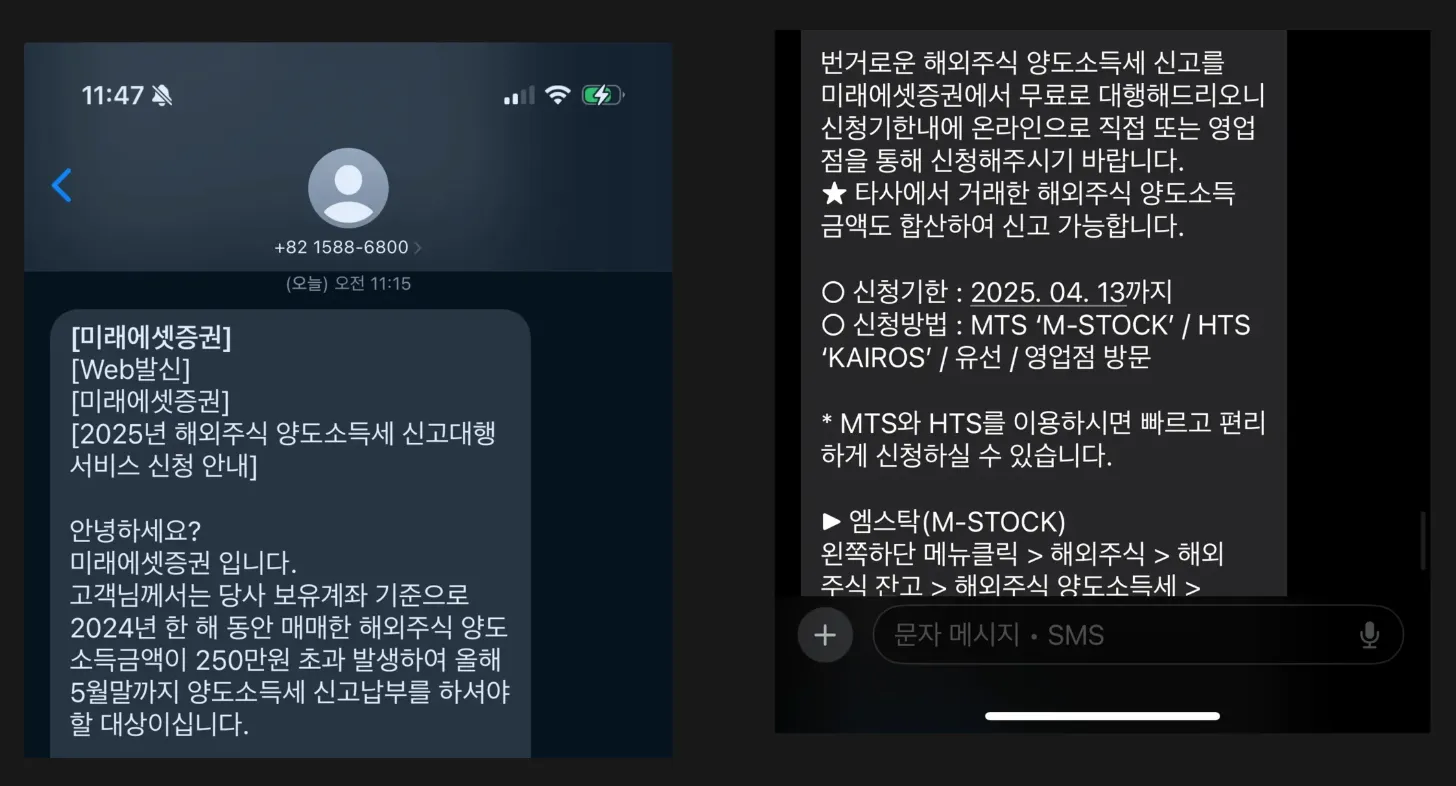 11:47
+82 1588-6800
(오늘) 오전 11:15
[미래에셋증권]
[Web발신]
[미래에셋증권]
[2025년 해외주식 양도소득세 신고대행
서비스 신청 안내]
안녕하세요?
미래에셋증권 입니다.
고객님께서는 당사 보유계좌 기준으로
2024년 한 해 동안 매매한 해외주식 양도
소득금액이 250만원 초과 발생하여 올해
5월말까지 양도소득세 신고납부를 하셔야
할 대상이십니다.
번거로운 해외주식 양도소득세 신고를
미래에셋증권에서 무료로 대행해드리오니
신청기한내에 온라인으로 직접 또는 영업
점을 통해 신청해주시기 바랍니다.
★ 타사에서 거래한 해외주식 양도소득
금액도 합산하여 신고 가능합니다.
○ 신청기한 : 2025. 04. 13까지
○ 신청방법 : MTS ‘M-STOCK’ / HTS
‘KAIROS’ / 유선 / 영업점 방문
* MTS와 HTS를 이용하시면 빠르고 편리
하게 신청하실 수 있습니다.
▶ 엠스탁(M-STOCK)
왼쪽하단 메뉴클릭 > 해외주식 > 해외
주식 잔고 > 해외주식 양도소득세 >
문자 메시지 • SMS